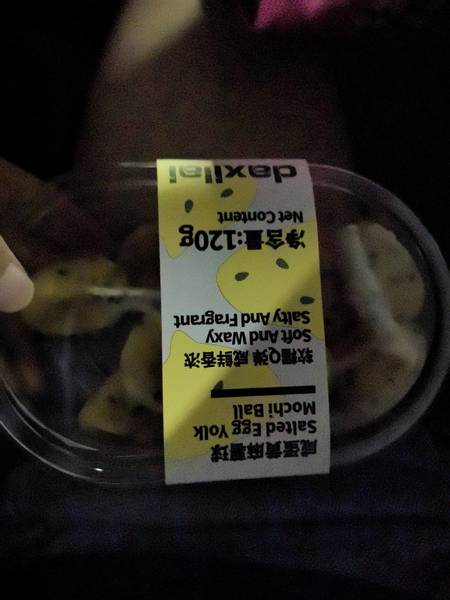 咸蛋黄麻薯球
Salted Egg Yolk
Mochi Ball
软糯Q弹 咸鲜香浓
Soft And Waxy
Salty And Fragrant
净含量:120g
Net Content
daxilai